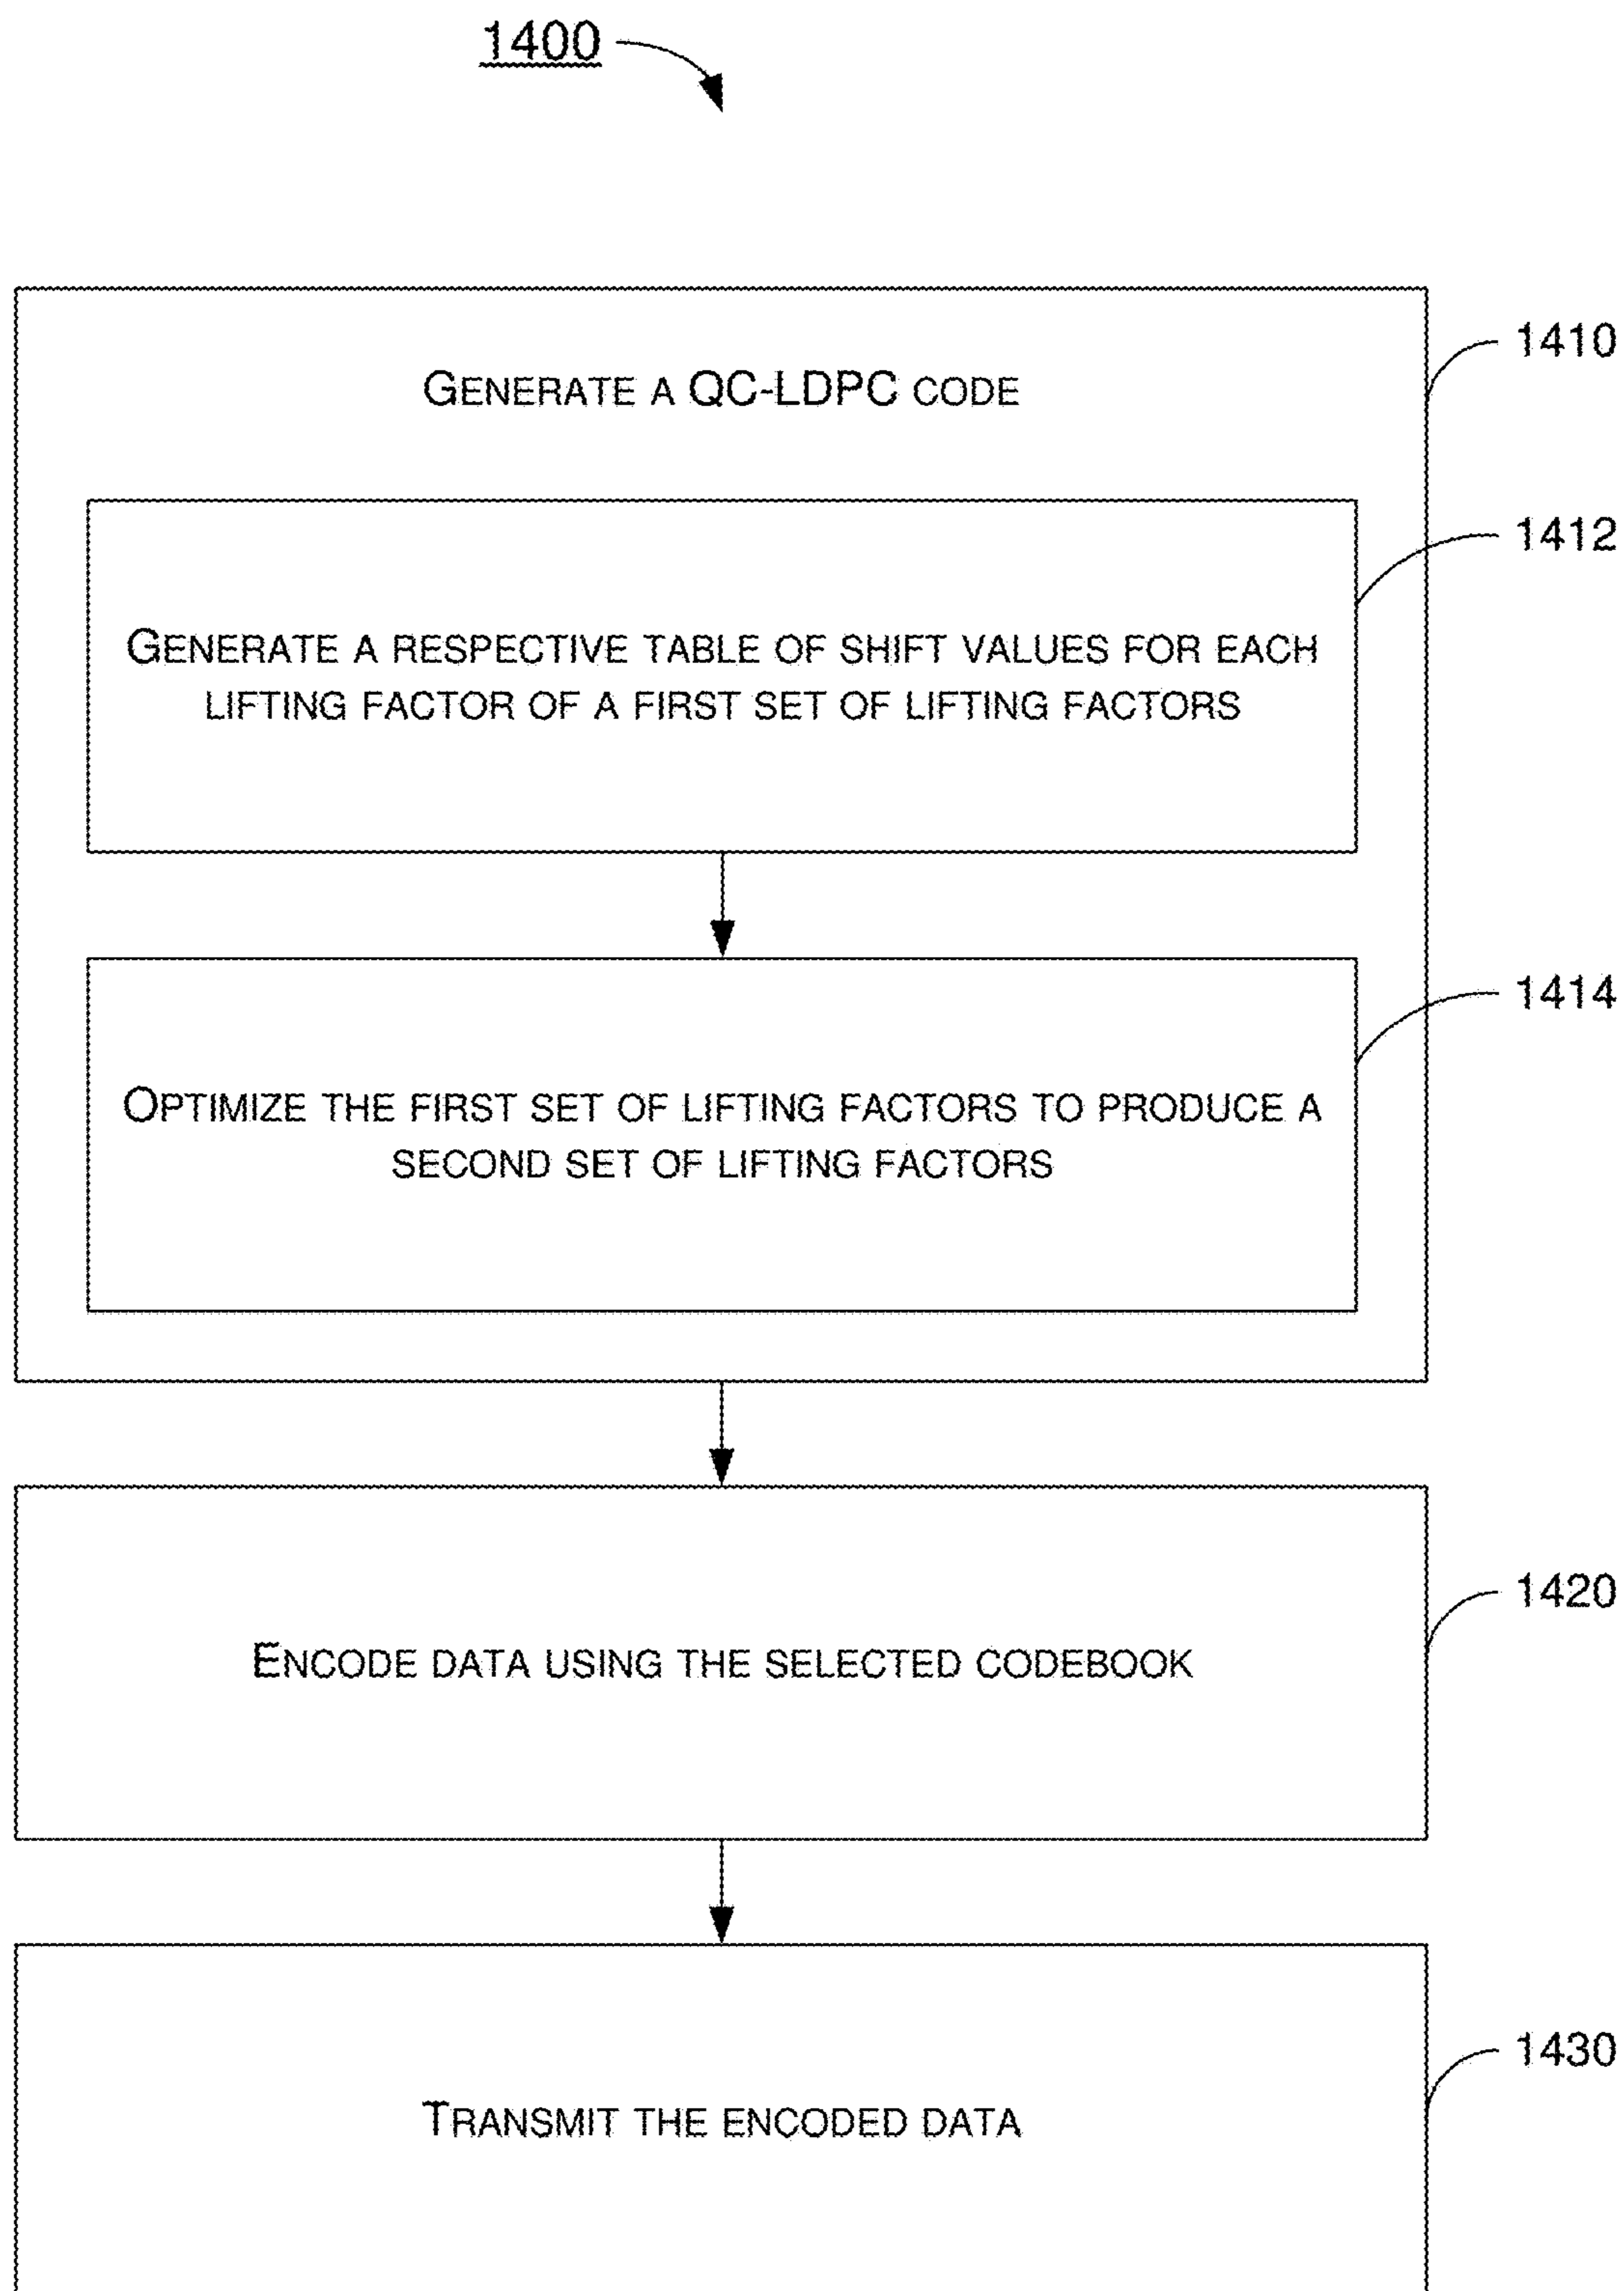 1400
1410
GENERATE A QC-LDPC CODE
1412
GENERATE A RESPECTIVE TABLE OF SHIFT VALUES FOR EACH
LIFTING FACTOR OF A FIRST SET OF LIFTING FACTORS
1414
OPTIMIZE THE FIRST SET OF LIFTING FACTORS TO PRODUCE A
SECOND SET OF LIFTING FACTORS
1420
ENCODE DATA USING THE SELECTED CODEBOOK
1430
TRANSMIT THE ENCODED DATA